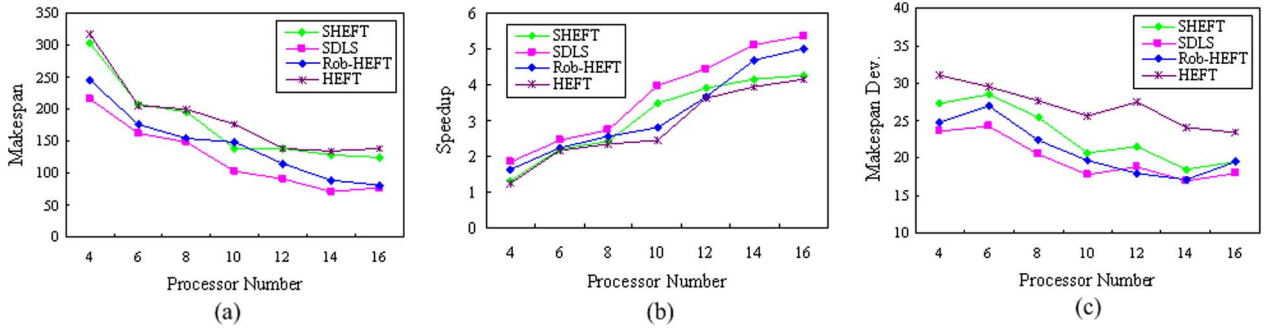 350
300
250
200
150
100
50
0
Makespan
SHEFT
SDLS
Rob-HEFT
HEFT
4 6 8 10 12 14 16
Processor Number
(a)
6
5
4
3
2
1
0
Speedup
SHEFT
SDLS
Rob-HEFT
HEFT
4 6 8 10 12 14 16
Processor Number
(b)
40
35
30
25
20
15
10
Makespan Dev.
SHEFT
SDLS
Rob-HEFT
HEFT
4 6 8 10 12 14 16
Processor Number
(c)